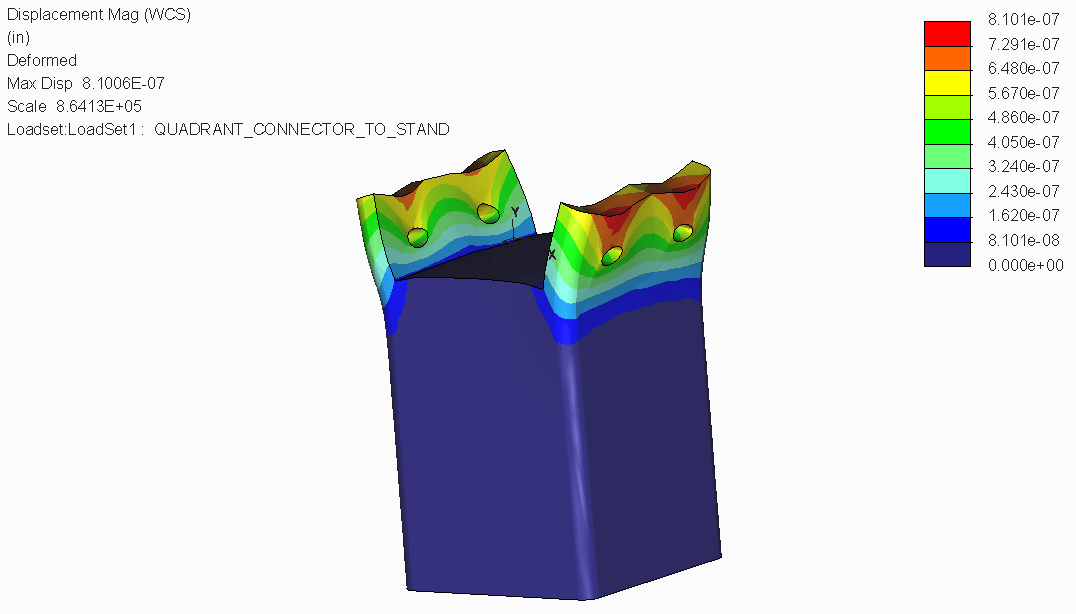 Displacement Mag (WCS)
(in)
Deformed
Max Disp 8.1006E-07
Scale 8.6413E+05
Loadset:LoadSet1 : QUADRANT_CONNECTOR_TO_STAND
8.101e-07
7.291e-07
6.480e-07
5.670e-07
4.860e-07
4.050e-07
3.240e-07
2.430e-07
1.620e-07
8.101e-08
0.000e+00
Y
X